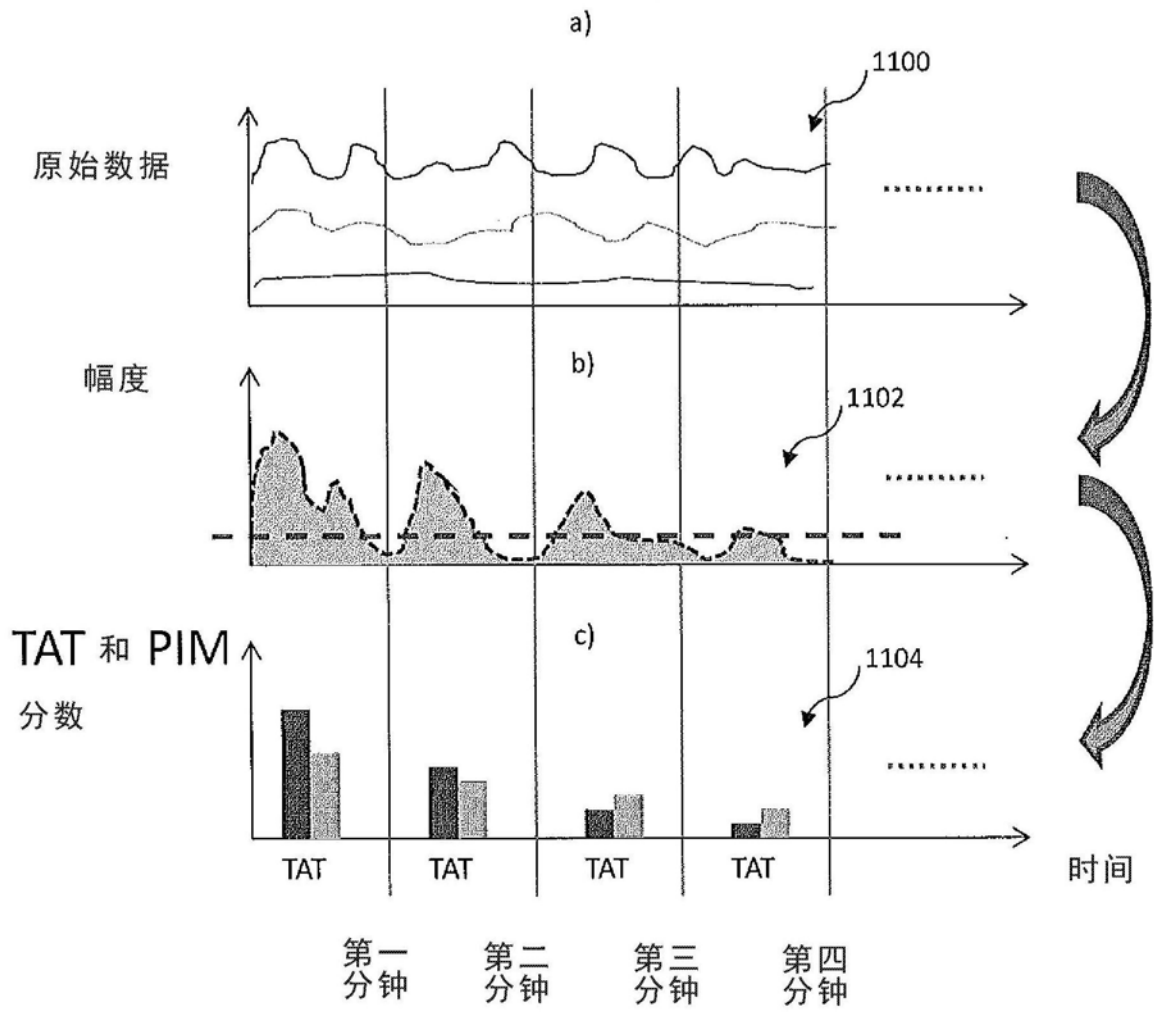 a)
1100
原始数据
b)
幅度
1102
c)
TAT 和 PIM
分数
1104
TAT
TAT
TAT
TAT
时间
第一
分钟
第二
分钟
第三
分钟
第四
分钟